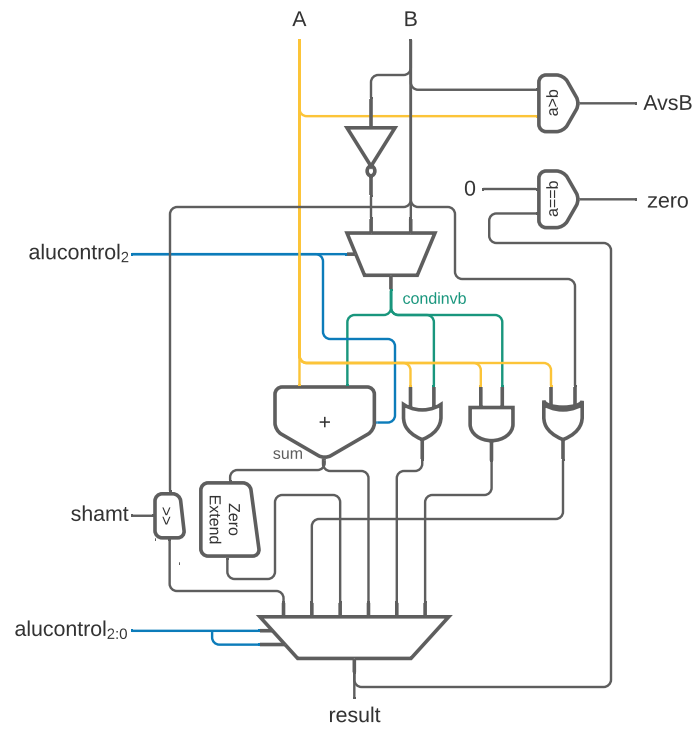 A
B
a>b
AvsB
0
a==b
zero
alucontrol2
condinvb
+
sum
shamt
<<
Zero
Extend
alucontrol2:0
result